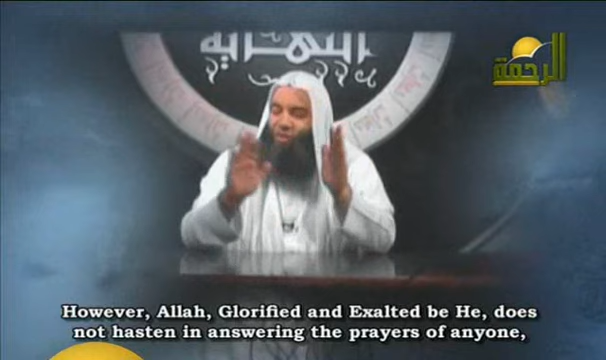 الرحمة
However, Allah, Glorified and Exalted be He, does
not hasten in answering the prayers of anyone,